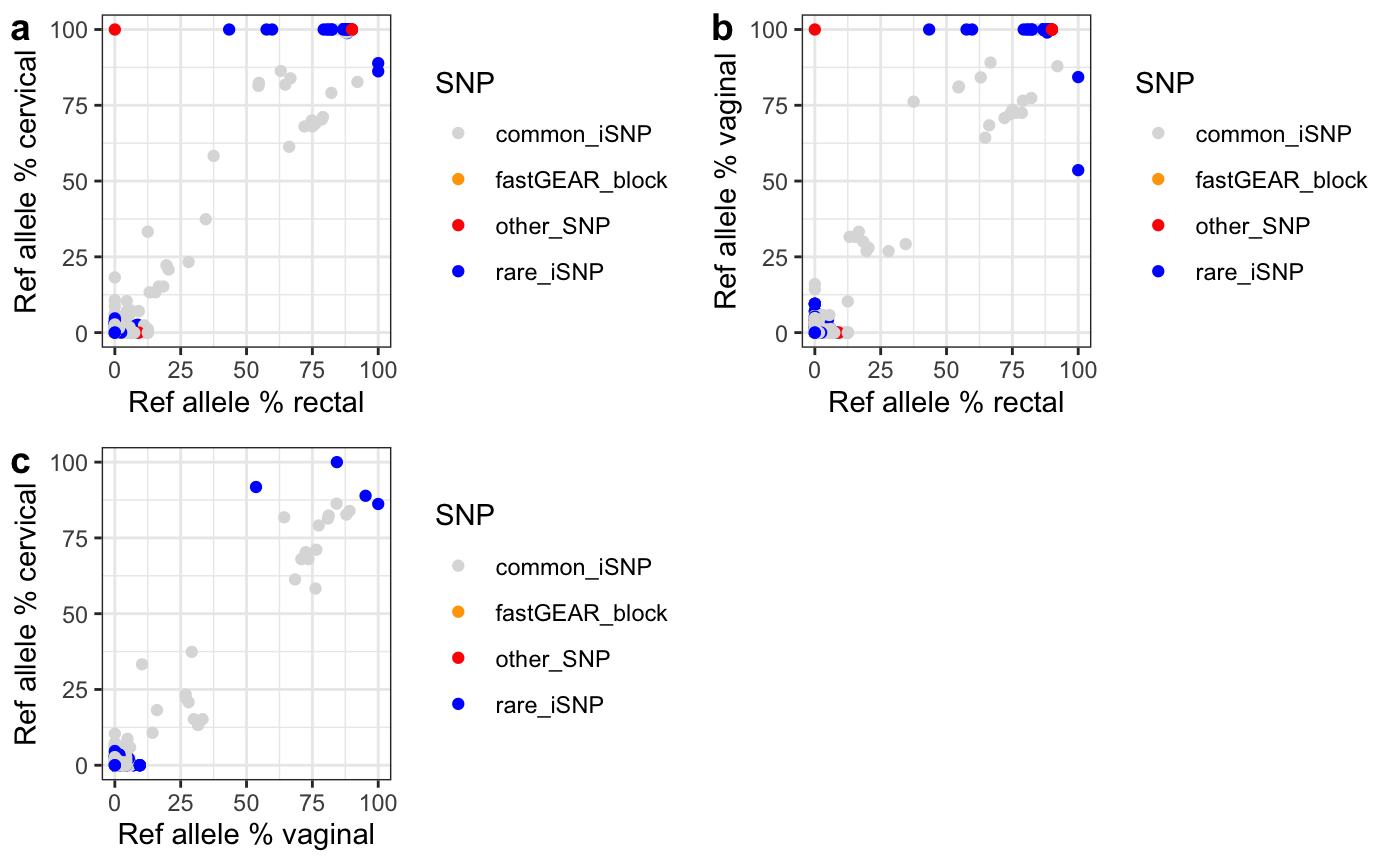 a
Ref allele % cervical
100
75
50
25
0
0 25 50 75 100
Ref allele % rectal
SNP
common_iSNP
fastGEAR_block
other_SNP
rare_iSNP
b
Ref allele % vaginal
100
75
50
25
0
0 25 50 75 100
Ref allele % rectal
SNP
common_iSNP
fastGEAR_block
other_SNP
rare_iSNP
c
Ref allele % cervical
100
75
50
25
0
0 25 50 75 100
Ref allele % vaginal
SNP
common_iSNP
fastGEAR_block
other_SNP
rare_iSNP